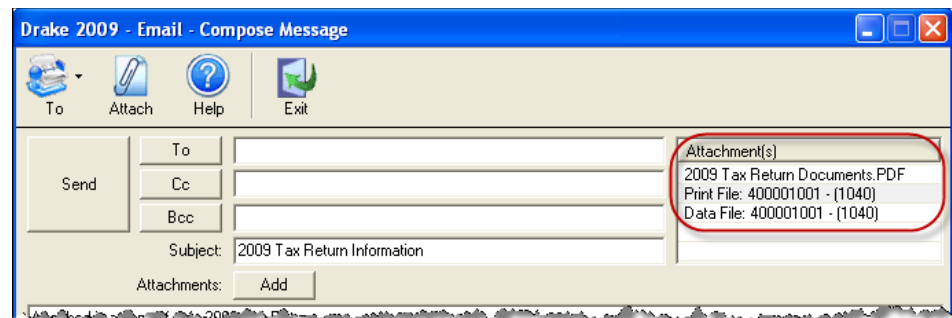 Drake 2009 - Email - Compose Message
To Attach Help Exit
Send
To
Cc
Bcc
Subject: 2009 Tax Return Information
Attachments: Add
Attachment(s)
2009 Tax Return Documents.PDF
Print File: 400001001 - (1040)
Data File: 400001001 - (1040)